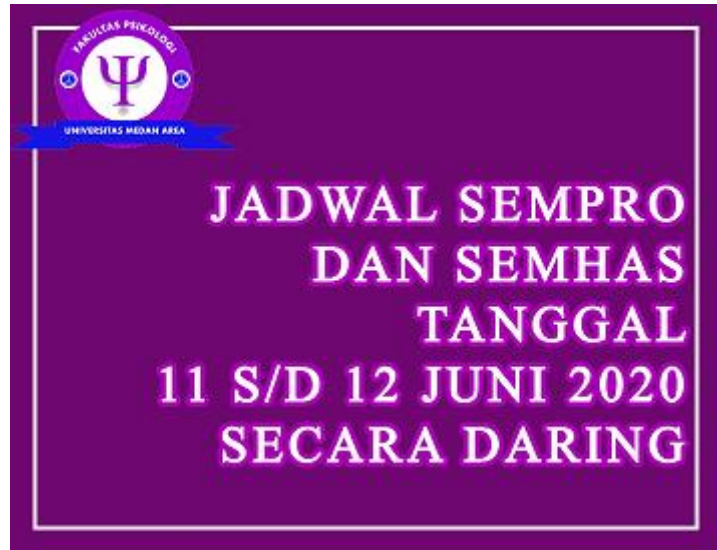 FAKULTAS PSIKOLOGI
UNIVERSITAS MEDAN AREA
JADWAL SEMPRO
DAN SEMHAS
TANGGAL
11 S/D 12 JUNI 2020
SECARA DARING